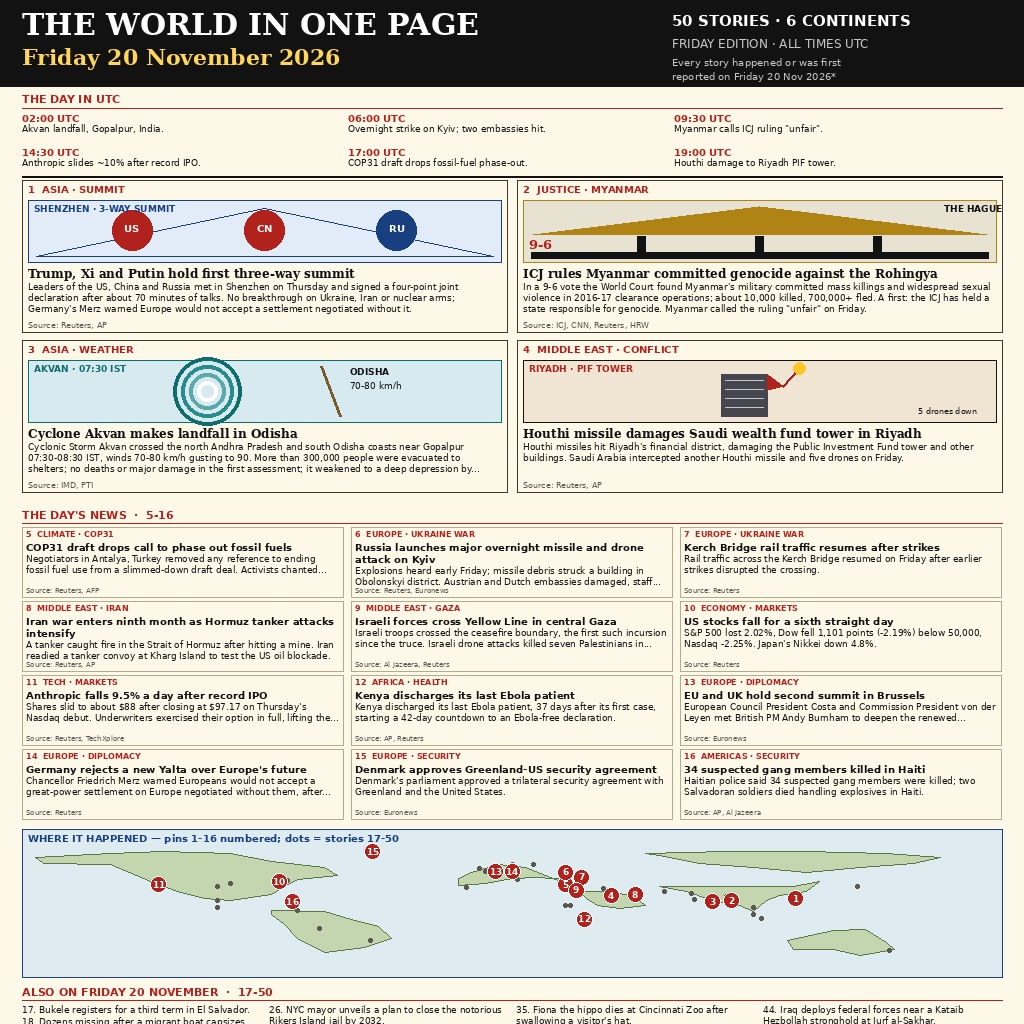 THE WORLD IN ONE PAGE
Friday 20 November 2026
50 STORIES · 6 CONTINENTS
FRIDAY EDITION · ALL TIMES UTC
Every story happened or was first
reported on Friday 20 Nov 2026*
THE DAY IN UTC
02:00 UTC
Akvan landfall, Gopalpur, India.
06:00 UTC
Overnight strike on Kyiv; two embassies hit.
09:30 UTC
Myanmar calls ICJ ruling "unfair".
14:30 UTC
Anthropic slides ~10% after record IPO.
17:00 UTC
COP31 draft drops fossil-fuel phase-out.
19:00 UTC
Houthi damage to Riyadh PIF tower.
1 ASIA · SUMMIT
SHENZHEN · 3-WAY SUMMIT
US
CN
RU
Trump, Xi and Putin hold first three-way summit
Leaders of the US, China and Russia met in Shenzhen on Thursday and signed a four-point joint
declaration after about 70 minutes of talks. No breakthrough on Ukraine, Iran or nuclear arms;
Germany's Merz warned Europe would not accept a settlement negotiated without it.
Source: Reuters, AP
2 JUSTICE · MYANMAR
THE HAGUE
9-6
ICJ rules Myanmar committed genocide against the Rohingya
In a 9-6 vote the World Court found Myanmar's military committed mass killings and widespread sexual
violence in 2016-17 clearance operations; about 10,000 killed, 700,000+ fled. A first: the ICJ has held a
state responsible for genocide. Myanmar called the ruling "unfair" on Friday.
Source: ICJ, CNN, Reuters, HRW
3 ASIA · WEATHER
AKVAN · 07:30 IST
ODISHA
70-80 km/h
Cyclone Akvan makes landfall in Odisha
Cyclonic Storm Akvan crossed the north Andhra Pradesh and south Odisha coasts near Gopalpur
07:30-08:30 IST, winds 70-80 km/h gusting to 90. More than 300,000 people were evacuated to
shelters; no deaths or major damage in the first assessment; it weakened to a deep depression by...
Source: IMD, PTI
4 MIDDLE EAST · CONFLICT
RIYADH · PIF TOWER
5 drones down
Houthi missile damages Saudi wealth fund tower in Riyadh
Houthi missiles hit Riyadh's financial district, damaging the Public Investment Fund tower and other
buildings. Saudi Arabia intercepted another Houthi missile and five drones on Friday.
Source: Reuters, AP
THE DAY'S NEWS · 5-16
5 CLIMATE · COP31
COP31 draft drops call to phase out fossil fuels
Negotiators in Antalya, Turkey removed any reference to ending
fossil fuel use from a slimmed-down draft deal. Activists chanted...
Source: Reuters, AFP
6 EUROPE · UKRAINE WAR
Russia launches major overnight missile and drone
attack on Kyiv
Explosions heard early Friday; missile debris struck a building in
Obolonskyi district. Austrian and Dutch embassies damaged, staff...
Source: Reuters, Euronews
7 EUROPE · UKRAINE WAR
Kerch Bridge rail traffic resumes after strikes
Rail traffic across the Kerch Bridge resumed on Friday after earlier
strikes disrupted the crossing.
Source: Reuters
8 MIDDLE EAST · IRAN
Iran war enters ninth month as Hormuz tanker attacks
intensify
A tanker caught fire in the Strait of Hormuz after hitting a mine. Iran
readied a tanker convoy at Kharg Island to test the US oil blockade.
Source: Reuters, AP
9 MIDDLE EAST · GAZA
Israeli forces cross Yellow Line in central Gaza
Israeli troops crossed the ceasefire boundary, the first such incursion
since the truce. Israeli drone attacks killed seven Palestinians in...
Source: Al Jazeera, Reuters
10 ECONOMY · MARKETS
US stocks fall for a sixth straight day
S&P 500 lost 2.02%, Dow fell 1,101 points (-2.19%) below 50,000,
Nasdaq -2.25%. Japan's Nikkei down 4.8%.
Source: Reuters
11 TECH · MARKETS
Anthropic falls 9.5% a day after record IPO
Shares slid to about $88 after closing at $97.17 on Thursday's
Nasdaq debut. Underwriters exercised their option in full, lifting the...
Source: Reuters, TechXplore
12 AFRICA · HEALTH
Kenya discharges its last Ebola patient
Kenya discharged its last Ebola patient, 37 days after its first case,
starting a 42-day countdown to an Ebola-free declaration.
Source: AP, Reuters
13 EUROPE · DIPLOMACY
EU and UK hold second summit in Brussels
European Council President Costa and Commission President von der
Leyen met British PM Andy Burnham to deepen the renewed...
Source: Euronews
14 EUROPE · DIPLOMACY
Germany rejects a new Yalta over Europe's future
Chancellor Friedrich Merz warned Europeans would not accept a
great-power settlement on Europe negotiated without them, after...
Source: Reuters
15 EUROPE · SECURITY
Denmark approves Greenland-US security agreement
Denmark's parliament approved a trilateral security agreement with
Greenland and the United States.
Source: Euronews
16 AMERICAS · SECURITY
34 suspected gang members killed in Haiti
Haitian police said 34 suspected gang members were killed; two
Salvadoran soldiers died handling explosives in Haiti.
Source: AP, Al Jazeera
WHERE IT HAPPENED — pins 1-16 numbered; dots = stories 17-50
15
11
10
16
13
14
6
7
5
9
4
8
12
3
2
1
ALSO ON FRIDAY 20 NOVEMBER · 17-50
17. Bukele registers for a third term in El Salvador.
18. Dozens missing after a migrant boat capsizes
26. NYC mayor unveils a plan to close the notorious
Rikers Island jail by 2032.
35. Fiona the hippo dies at Cincinnati Zoo after
swallowing a visitor's hat.
44. Iraq deploys federal forces near a Kataib
Hezbollah stronghold at Jurf al-Sakhar.